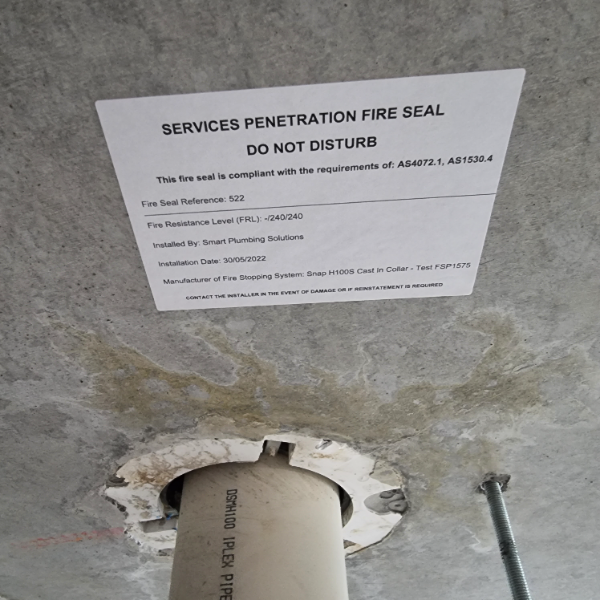 SERVICES PENETRATION FIRE SEAL
DO NOT DISTURB
This fire seal is compliant with the requirements of: AS4072.1, AS1530.4
Fire Seal Reference: 522
Fire Resistance Level (FRL): -/240/240
Installed By: Smart Plumbing Solutions
Installation Date: 30/05/2022
Manufacturer of Fire Stopping System: Snap H100S Cast In Collar - Test FSP1575
CONTACT THE INSTALLER IN THE EVENT OF DAMAGE OR IF REINSTATEMENT IS REQUIRED
DSMH100 IPLEX PIPE